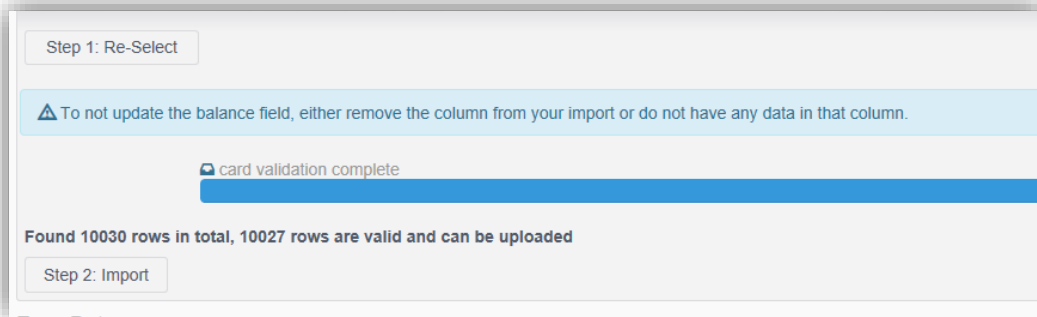 Step 1: Re-Select
To not update the balance field, either remove the column from your import or do not have any data in that column.
card validation complete
Found 10030 rows in total, 10027 rows are valid and can be uploaded
Step 2: Import